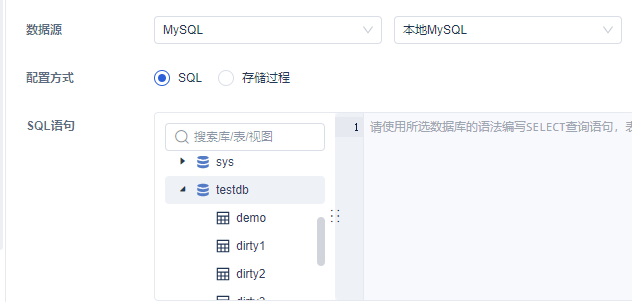 数据源 MySQL 本地MySQL
配置方式 SQL 存储过程
SQL语句
搜索库/表/视图
1 请使用所选数据库的语法编写SELECT查询语句，
sys
testdb
demo
dirty1
dirty2